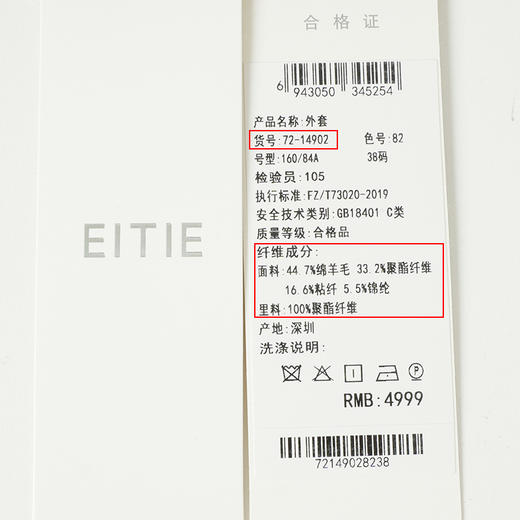 EITIE
合格证
6 943050 345254
产品名称:外套
货号:72-14902 色号:82
号型:160/84A 38码
检验员:105
执行标准:FZ/T73020-2019
安全技术类别:GB18401 C类
质量等级:合格品
纤维成分:
面料:44.7%绵羊毛 33.2%聚酯纤维
16.6%粘纤 5.5%锦纶
里料:100%聚酯纤维
产地:深圳
洗涤说明:
P
RMB:4999
72149028238